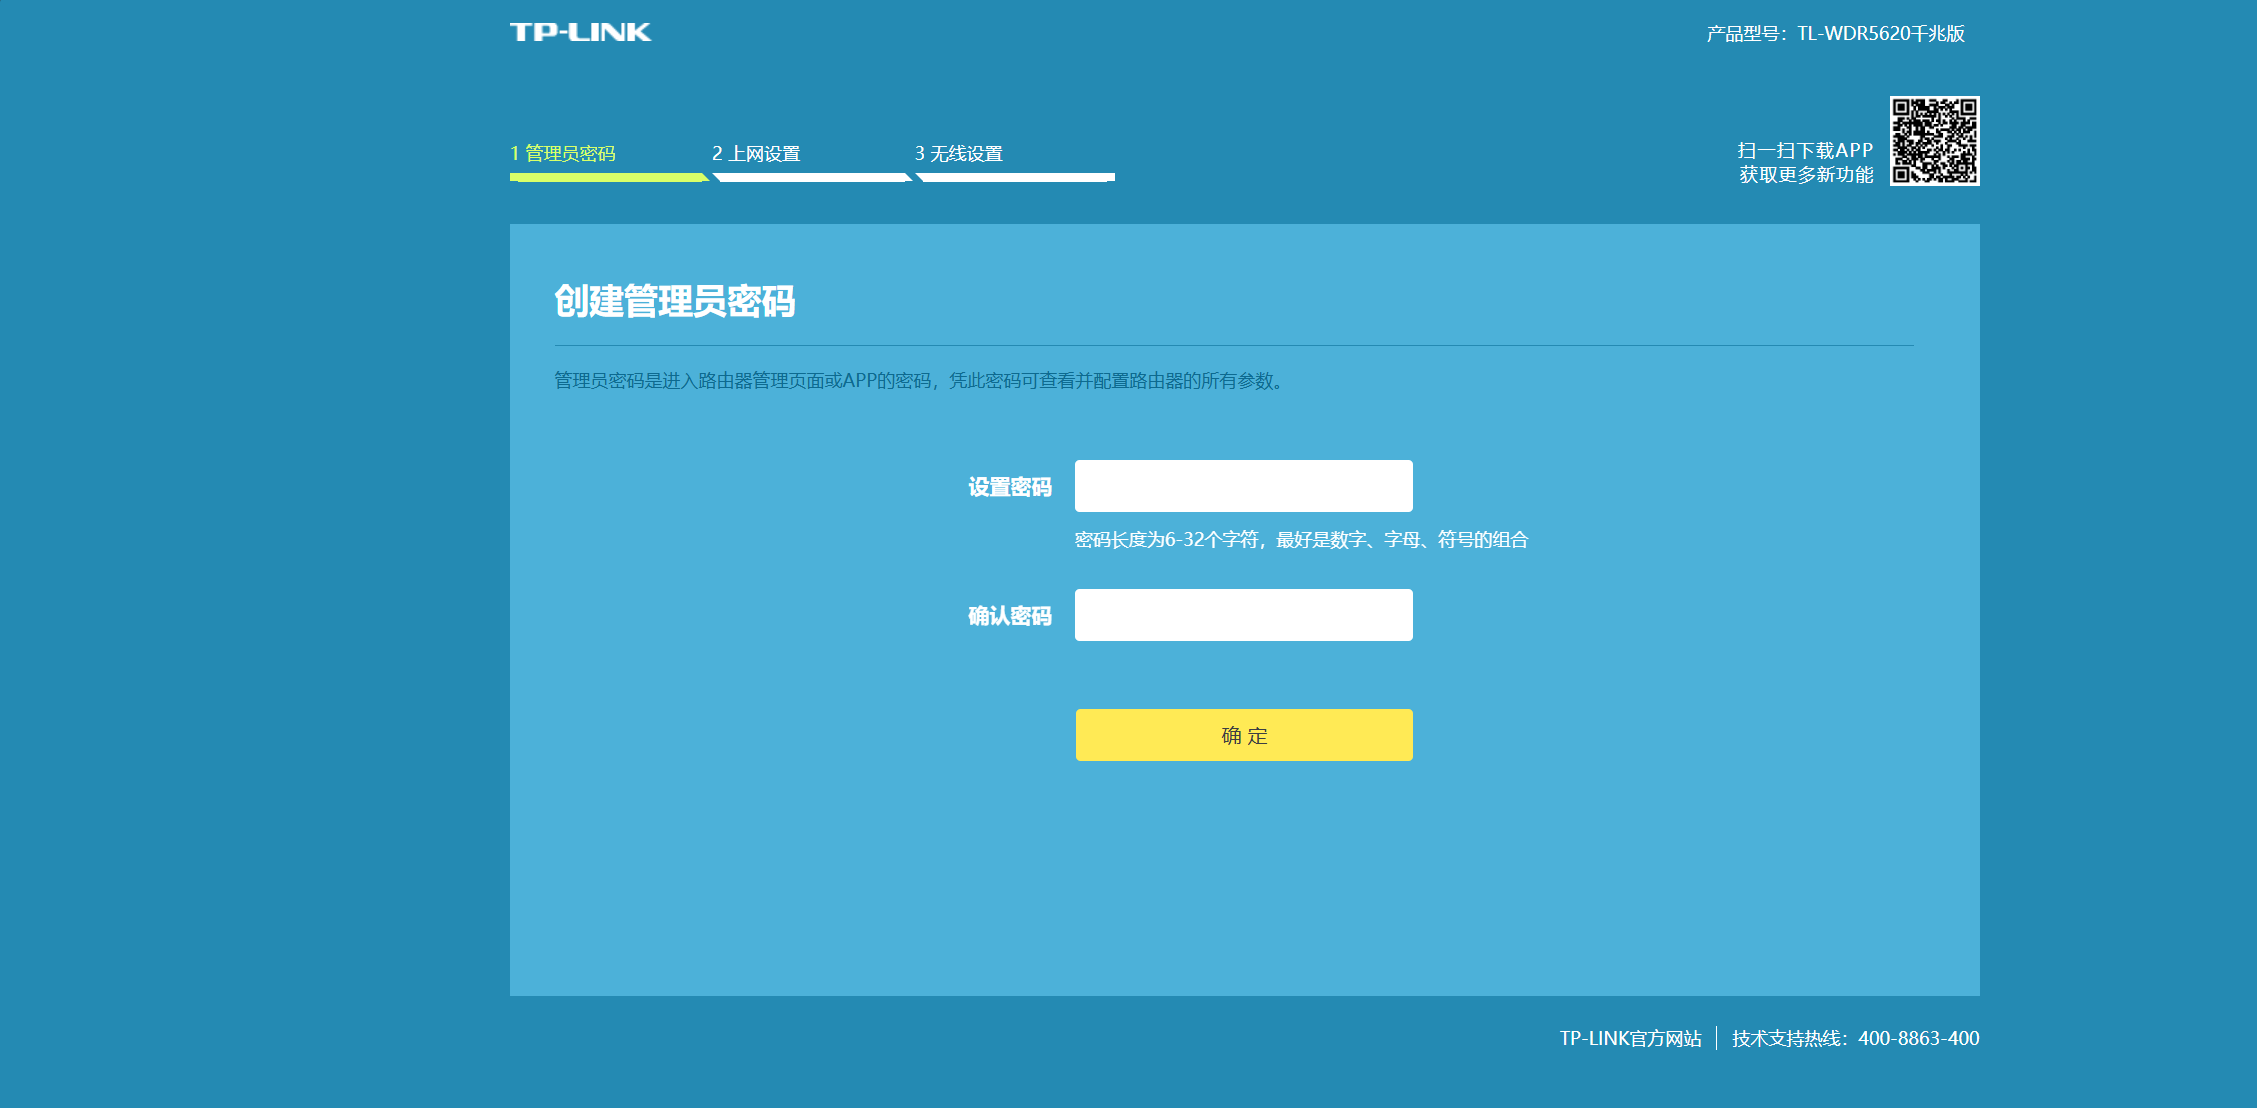 TP-LINK
产品型号：TL-WDR5620千兆版
扫一扫下载APP
获取更多新功能
1 管理员密码
2 上网设置
3 无线设置
创建管理员密码
管理员密码是进入路由器管理页面或APP的密码，凭此密码可查看并配置路由器的所有参数。
设置密码
密码长度为6-32个字符，最好是数字、字母、符号的组合
确认密码
确 定
TP-LINK官方网站
技术支持热线：400-8863-400